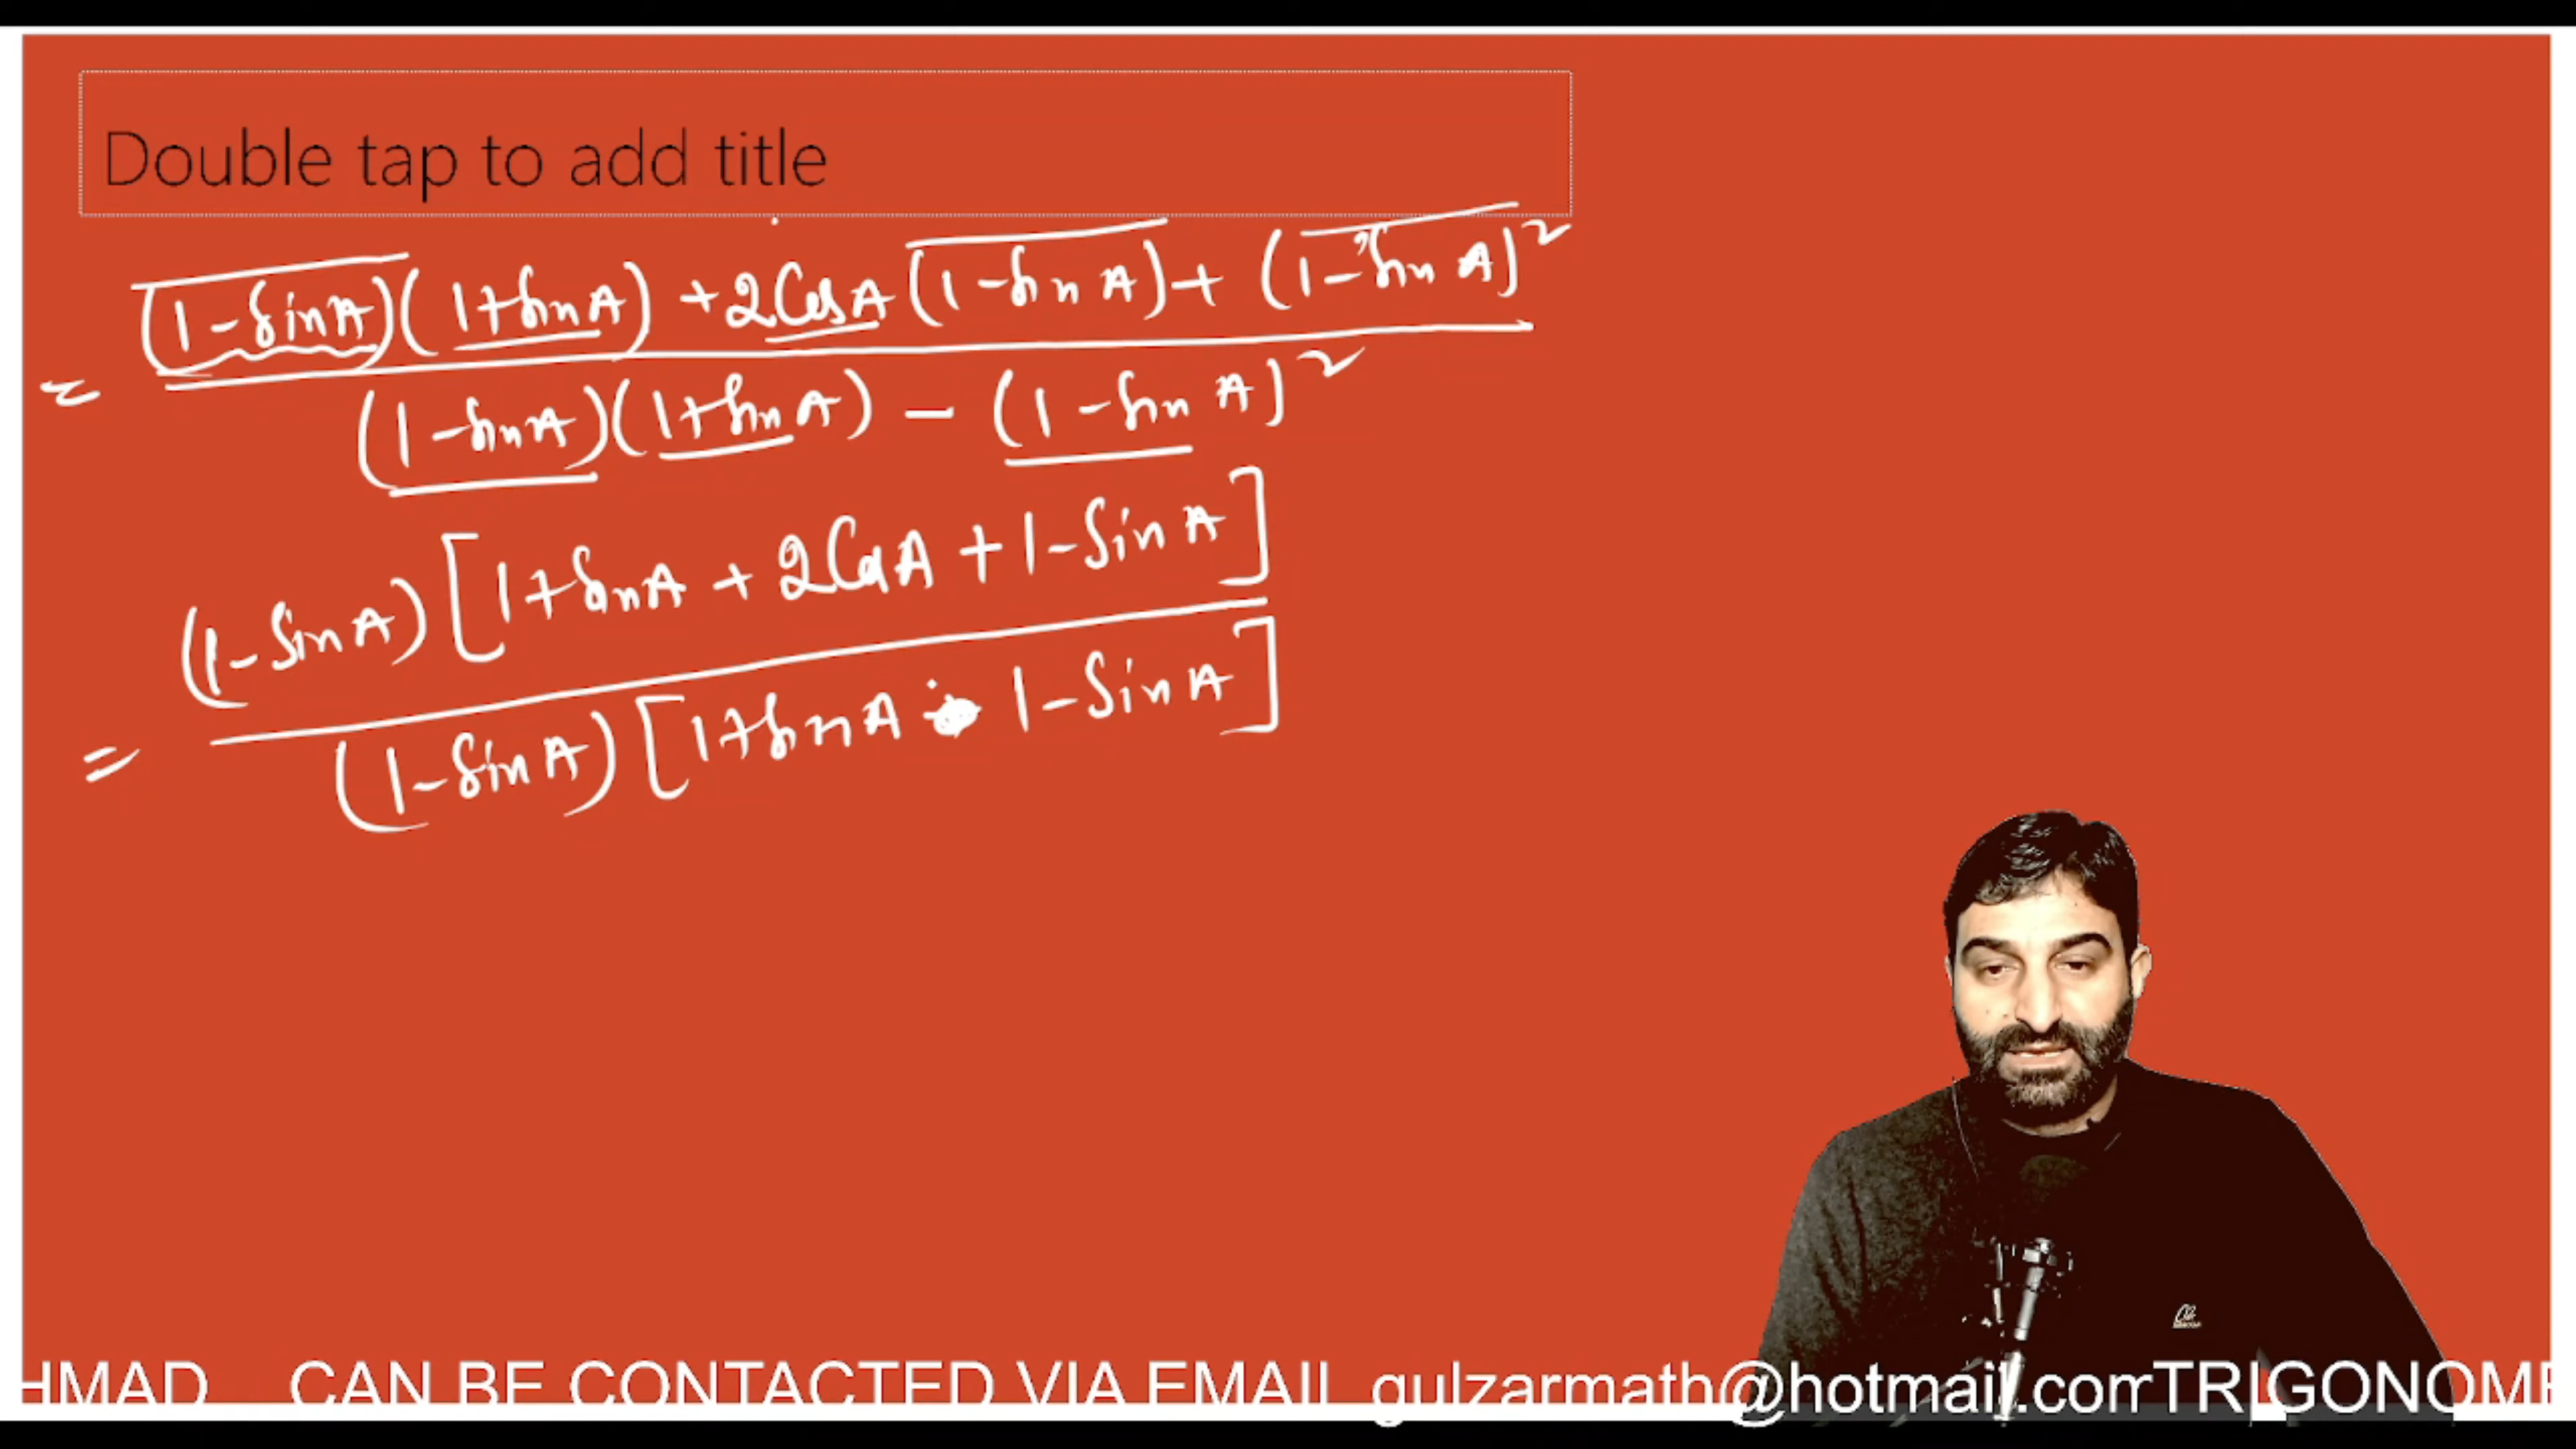 Double tap to add title
(1-sinA)(1+sinA) + 2CosA (1-sinA) + (1-sinA)²
=
(1-sinA)(1+sinA) - (1-sinA)²
(1-sinA) [1+sinA + 2CosA + 1-sinA]
=
(1-sinA) [1+sinA 1-sinA]
HMAD CAN BE CONTACTED VIA EMAIL gulzarmath@hotmail.com TRIGONOME